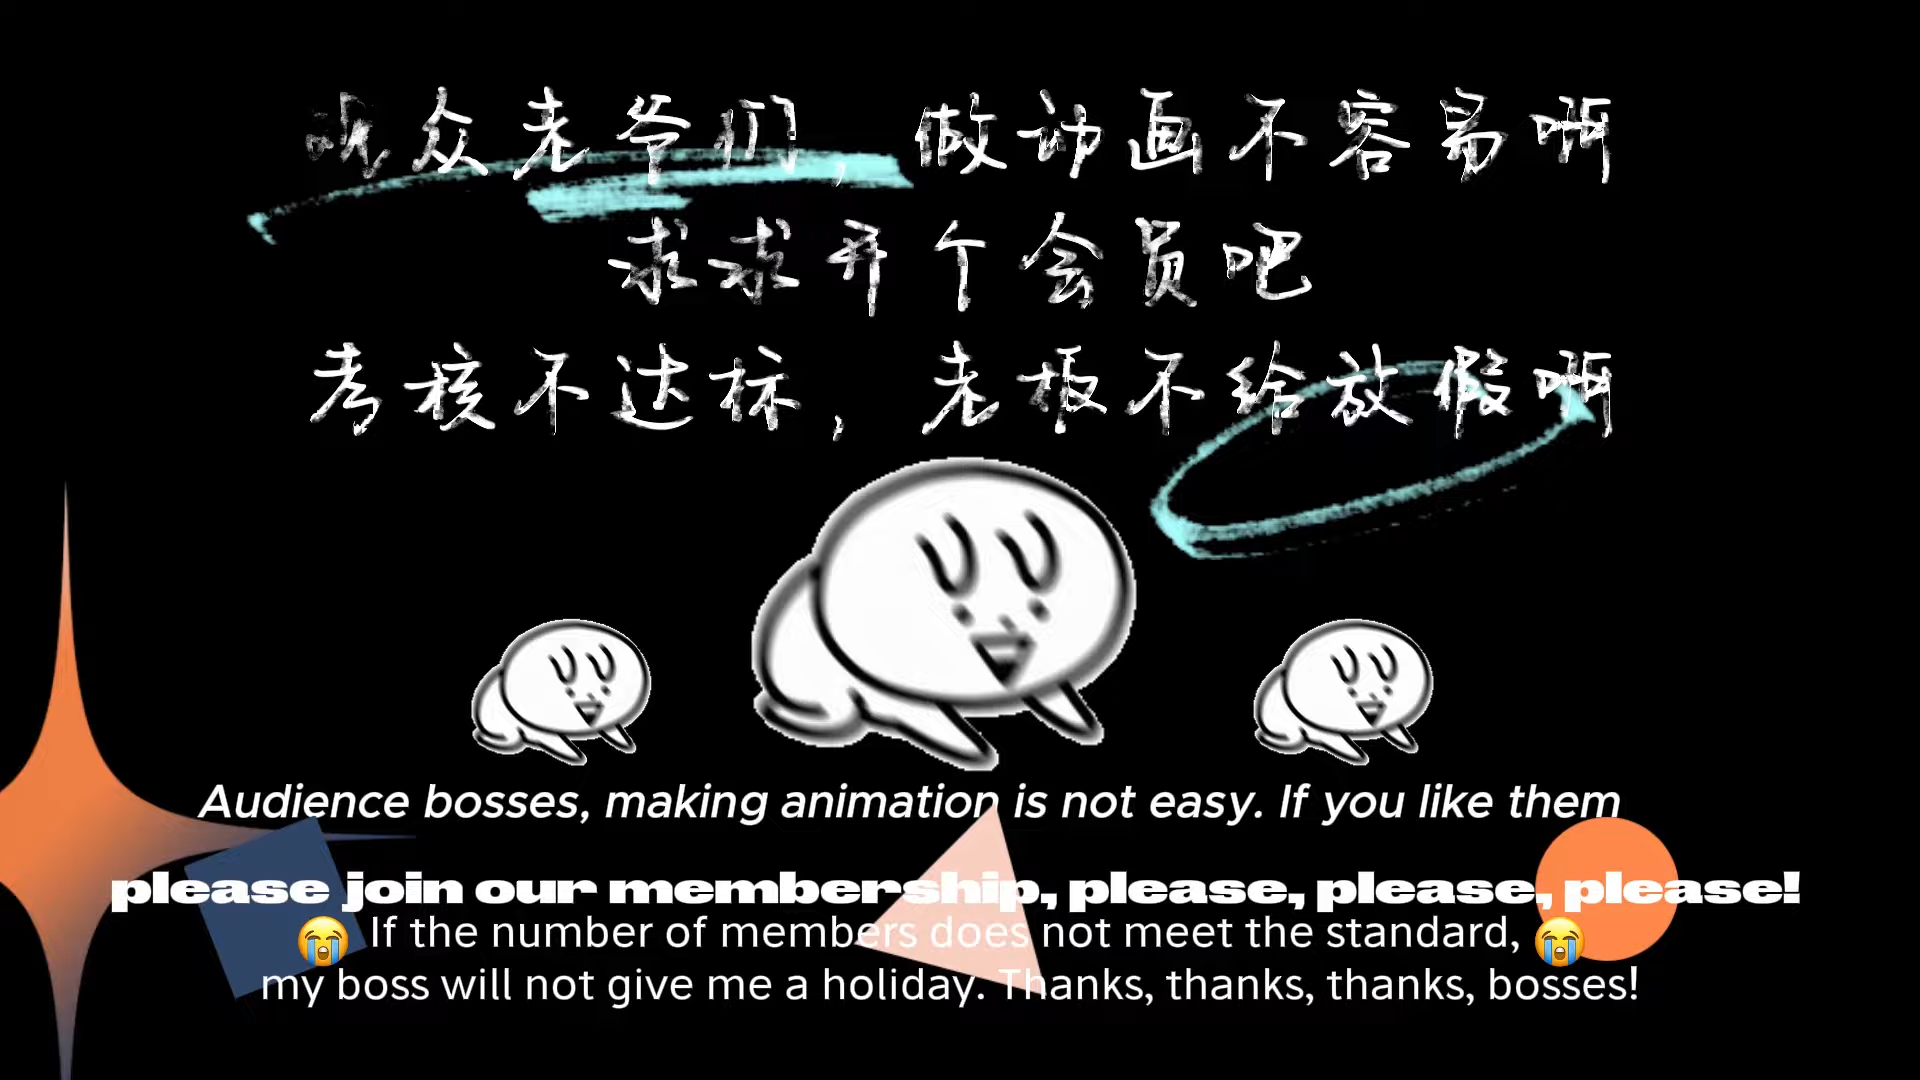 观众老爷们，做动画不容易啊
求求开个会员吧
考核不达标，老板不给放假啊
Audience bosses, making animation is not easy. If you like them
please join our membership, please, please, please!
😭 If the number of members does not meet the standard, 😭
my boss will not give me a holiday. Thanks, thanks, thanks, bosses!